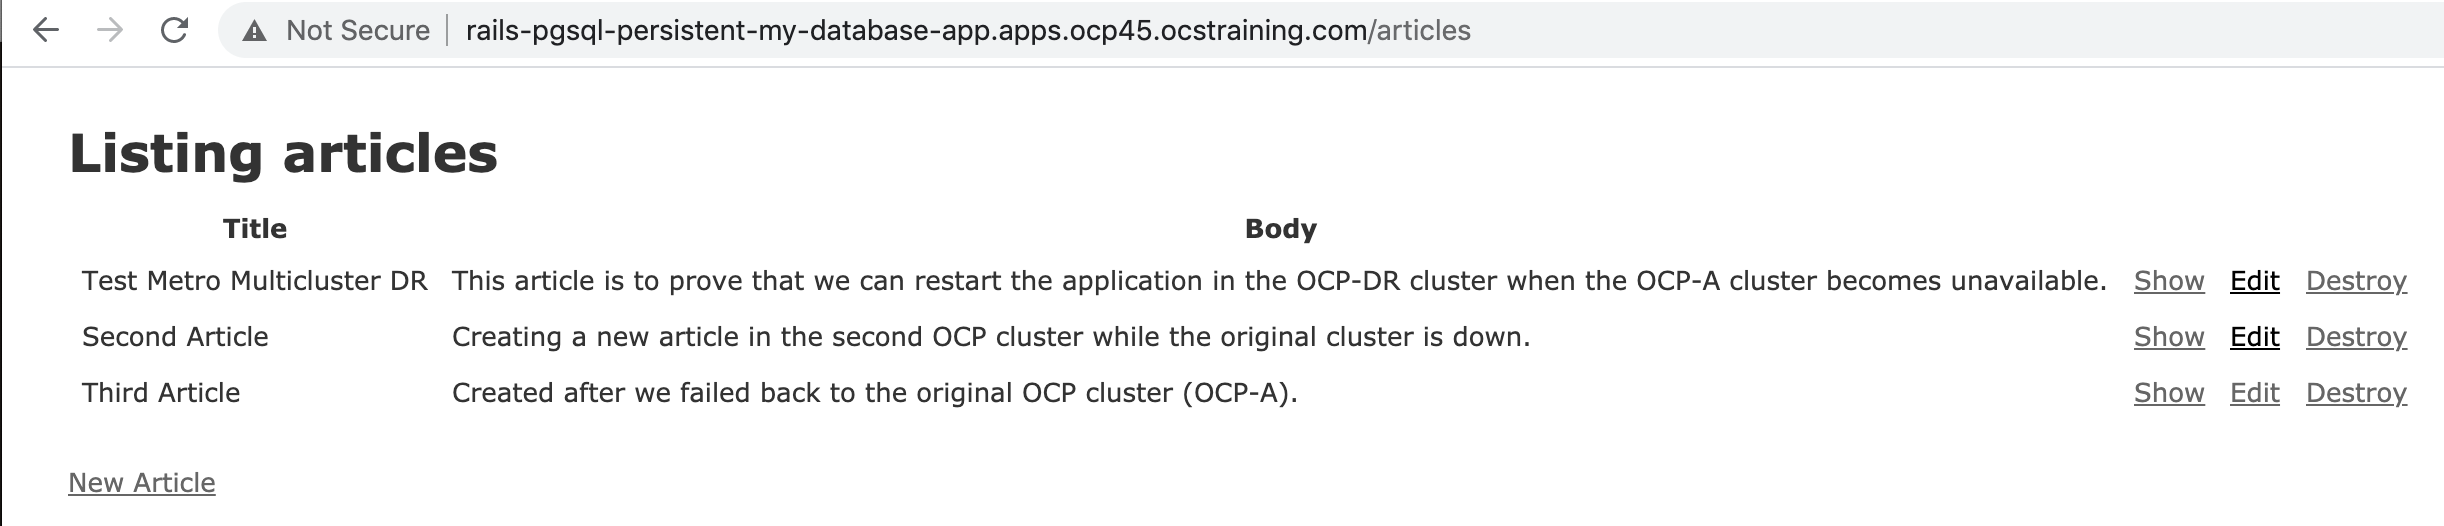 Not Secure rails-pgsql-persistent-my-database-app.apps.ocp45.ocstraining.com/articles
Listing articles
Title Body
Test Metro Multicluster DR This article is to prove that we can restart the application in the OCP-DR cluster when the OCP-A cluster becomes unavailable. Show Edit Destroy
Second Article Creating a new article in the second OCP cluster while the original cluster is down. Show Edit Destroy
Third Article Created after we failed back to the original OCP cluster (OCP-A). Show Edit Destroy
New Article